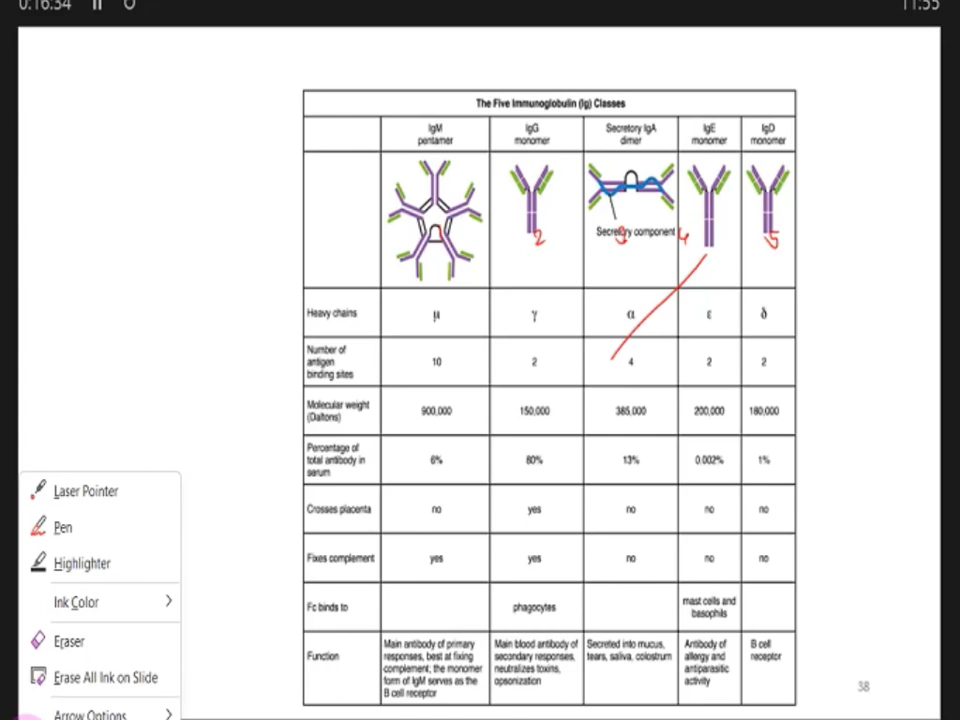 0:16:34
11:55
The Five Immunoglobulin (Ig) Classes
IgM
pentamer
IgG
monomer
Secretory IgA
dimer
IgE
monomer
IgD
monomer
Secretory component
2
3
4
5
Heavy chains
μ
γ
α
ε
δ
Number of
antigen
binding sites
10
2
4
2
2
Molecular weight
(Daltons)
900,000
150,000
385,000
200,000
180,000
Percentage of
total antibody in
serum
6%
80%
13%
0.002%
1%
Crosses placenta
no
yes
no
no
no
Fixes complement
yes
yes
no
no
no
Fc binds to
phagocytes
mast cells and
basophils
Function
Main antibody of primary
responses, best at fixing
complement; the monomer
form of IgM serves as the
B cell receptor
Main blood antibody of
secondary responses,
neutralizes toxins,
opsonization
Secreted into mucus,
tears, saliva, colostrum
Antibody of
allergy and
antiparasitic
activity
B cell
receptor
Laser Pointer
Pen
Highlighter
Ink Color
Eraser
Erase All Ink on Slide
Arrow Options
38